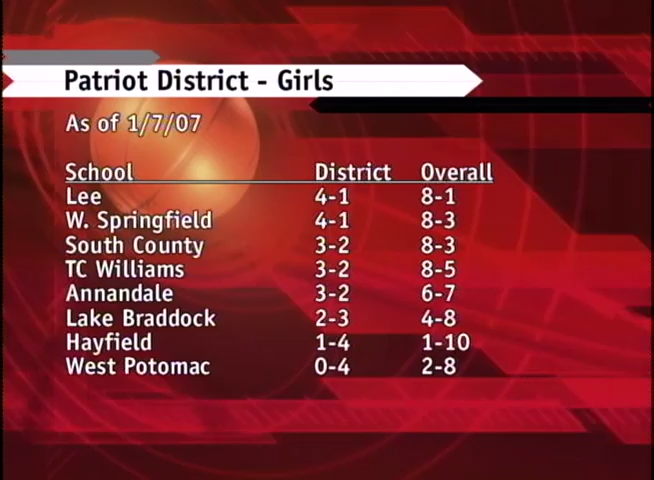 Patriot District - Girls
As of 1/7/07
School District Overall
Lee 4-1 8-1
W. Springfield 4-1 8-3
South County 3-2 8-3
TC Williams 3-2 8-5
Annandale 3-2 6-7
Lake Braddock 2-3 4-8
Hayfield 1-4 1-10
West Potomac 0-4 2-8